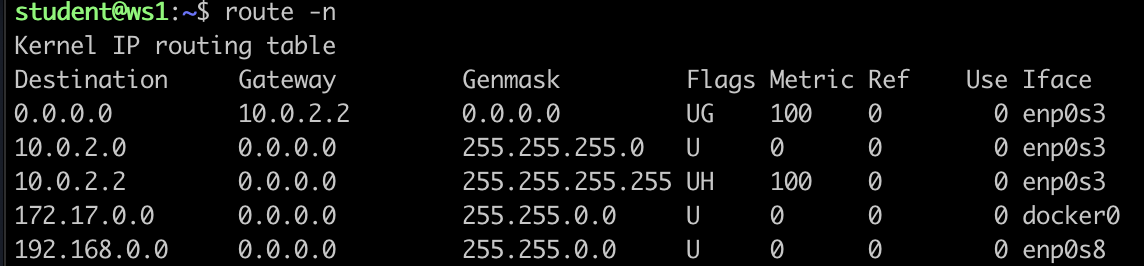 student@ws1:~$ route -n
Kernel IP routing table
Destination     Gateway         Genmask         Flags Metric Ref    Use Iface
0.0.0.0         10.0.2.2        0.0.0.0         UG    100    0        0 enp0s3
10.0.2.0        0.0.0.0         255.255.255.0   U     0      0        0 enp0s3
10.0.2.2        0.0.0.0         255.255.255.255 UH    100    0        0 enp0s3
172.17.0.0      0.0.0.0         255.255.0.0     U     0      0        0 docker0
192.168.0.0     0.0.0.0         255.255.0.0     U     0      0        0 enp0s8